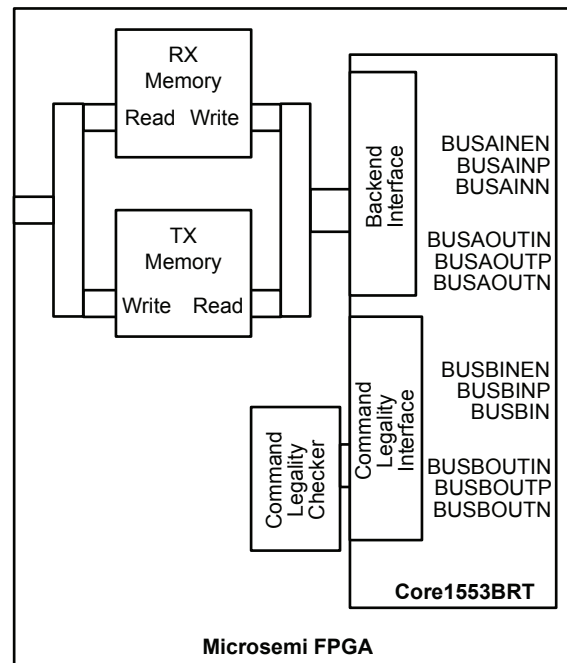 RX
Memory
Read Write
TX
Memory
Write Read
Backend
Interface
BUSAINEN
BUSAINP
BUSAINN
BUSAOUTIN
BUSAOUTP
BUSAOUTN
Command
Legality
Interface
Command
Legality
Checker
BUSBINEN
BUSBINP
BUSBIN
BUSBOUTIN
BUSBOUTP
BUSBOUTN
Core1553BRT
Microsemi FPGA